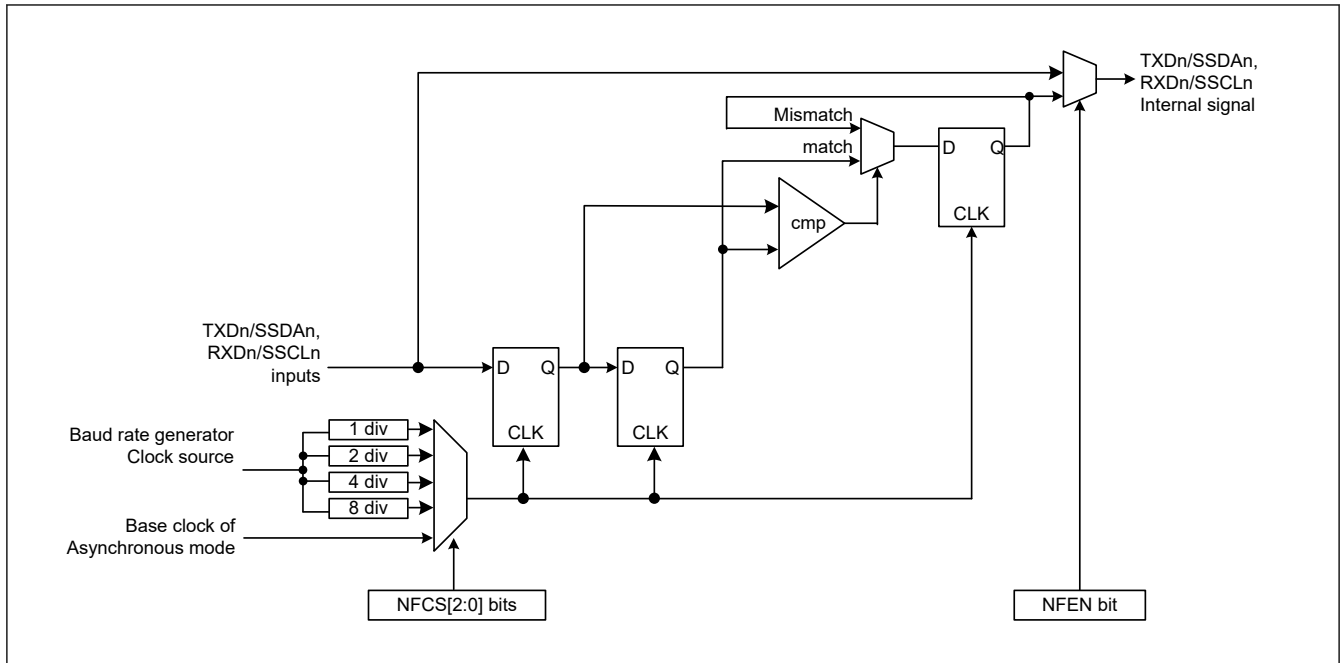 TXDn/SSDAn,
RXDn/SSCLn
Internal signal
Mismatch
match
D
Q
CLK
cmp
TXDn/SSDAn,
RXDn/SSCLn
inputs
D
Q
CLK
D
Q
CLK
Baud rate generator
Clock source
1 div
2 div
4 div
8 div
Base clock of
Asynchronous mode
NFCS[2:0] bits
NFEN bit